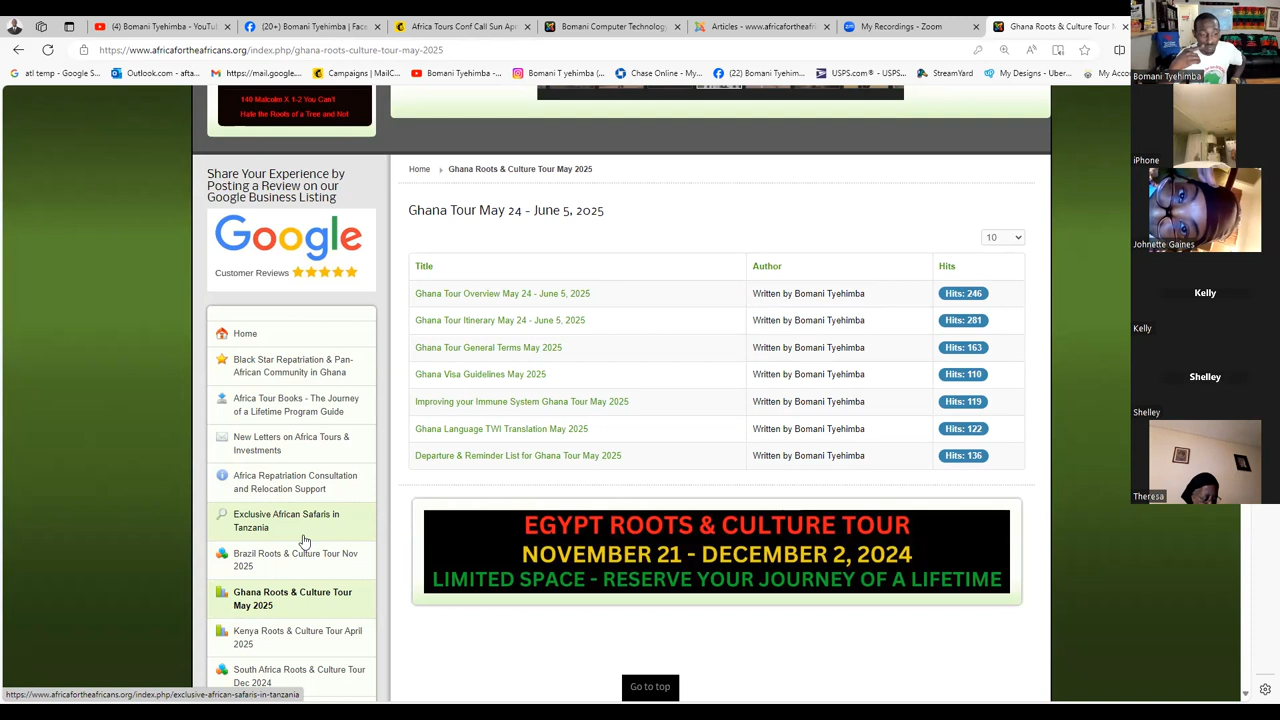 (4) Bomani Tyehimba - YouTu
(20+) Bomani Tyehimba | Face
Africa Tours Conf Call Sun Apr
Bomani Computer Technology
Articles - www.africafortheafri
My Recordings - Zoom
Ghana Roots & Culture Tour M
https://www.africafortheafricans.org/index.php/ghana-roots-culture-tour-may-2025
atl temp - Google S...
Outlook.com - afta...
https://mail.google...
Campaigns | MailC...
Bomani Tyehimba -...
Bomani T yehimba (...
Chase Online - My...
(22) Bomani Tyehim...
USPS.com® - USPS...
StreamYard
My Designs - Uber...
My Accou
Bomani Tyehimba
iPhone
Johnette Gaines
Kelly
Kelly
Shelley
Shelley
Theresa
140 Malcolm X 1-2 You Can't
Hate the Roots of a Tree and Not
Share Your Experience by
Posting a Review on our
Google Business Listing
Google
Customer Reviews
Home
Black Star Repatriation & Pan-
African Community in Ghana
Africa Tour Books - The Journey
of a Lifetime Program Guide
New Letters on Africa Tours &
Investments
Africa Repatriation Consultation
and Relocation Support
Exclusive African Safaris in
Tanzania
Brazil Roots & Culture Tour Nov
2025
Ghana Roots & Culture Tour
May 2025
Kenya Roots & Culture Tour April
2025
South Africa Roots & Culture Tour
Dec 2024
Home Ghana Roots & Culture Tour May 2025
Ghana Tour May 24 - June 5, 2025
10
Title Author Hits
Ghana Tour Overview May 24 - June 5, 2025 Written by Bomani Tyehimba Hits: 246
Ghana Tour Itinerary May 24 - June 5, 2025 Written by Bomani Tyehimba Hits: 281
Ghana Tour General Terms May 2025 Written by Bomani Tyehimba Hits: 163
Ghana Visa Guidelines May 2025 Written by Bomani Tyehimba Hits: 110
Improving your Immune System Ghana Tour May 2025 Written by Bomani Tyehimba Hits: 119
Ghana Language TWI Translation May 2025 Written by Bomani Tyehimba Hits: 122
Departure & Reminder List for Ghana Tour May 2025 Written by Bomani Tyehimba Hits: 136
EGYPT ROOTS & CULTURE TOUR
NOVEMBER 21 - DECEMBER 2, 2024
LIMITED SPACE - RESERVE YOUR JOURNEY OF A LIFETIME
Go to top
https://www.africafortheafricans.org/index.php/exclusive-african-safaris-in-tanzania